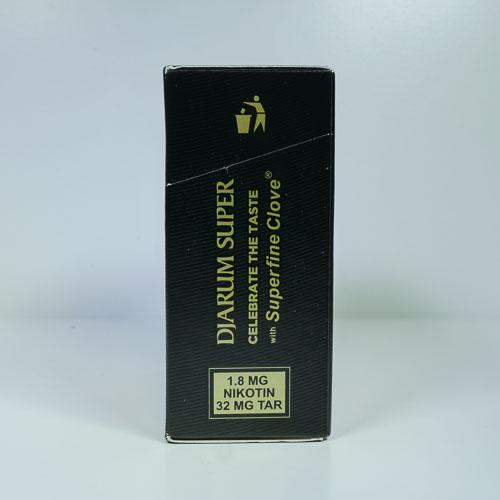 DJARUM SUPER
CELEBRATE THE TASTE
with Superfine Clove®
1.8 MG
NIKOTIN
32 MG TAR